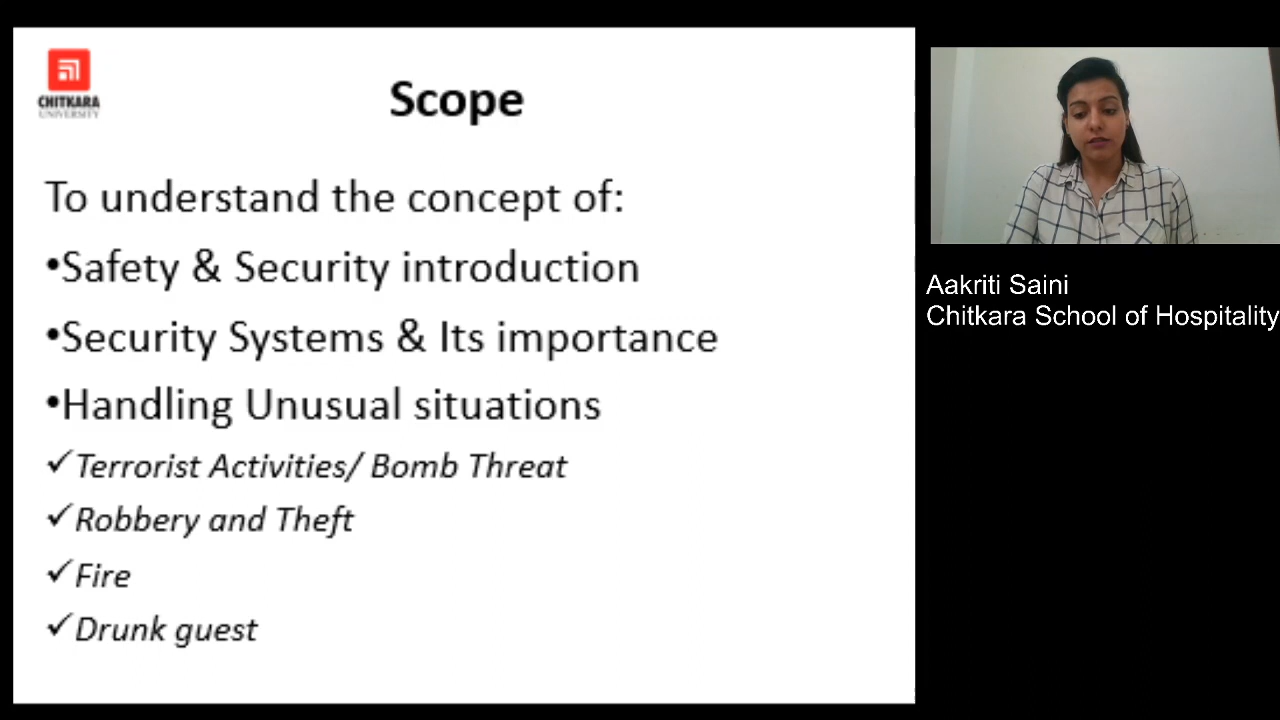 CHITKARA
UNIVERSITY
Scope
To understand the concept of:
•Safety & Security introduction
•Security Systems & Its importance
•Handling Unusual situations
✓Terrorist Activities/ Bomb Threat
✓Robbery and Theft
✓Fire
✓Drunk guest
Aakriti Saini
Chitkara School of Hospitality